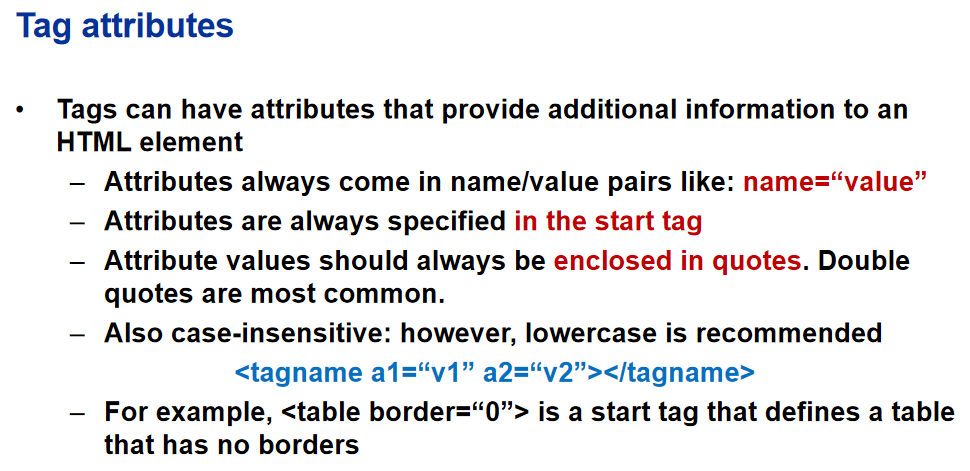 Tag attributes
• Tags can have attributes that provide additional information to an
HTML element
– Attributes always come in name/value pairs like: name=“value”
– Attributes are always specified in the start tag
– Attribute values should always be enclosed in quotes. Double
quotes are most common.
– Also case-insensitive: however, lowercase is recommended
<tagname a1=“v1” a2=“v2”></tagname>
– For example, <table border=“0”> is a start tag that defines a table
that has no borders